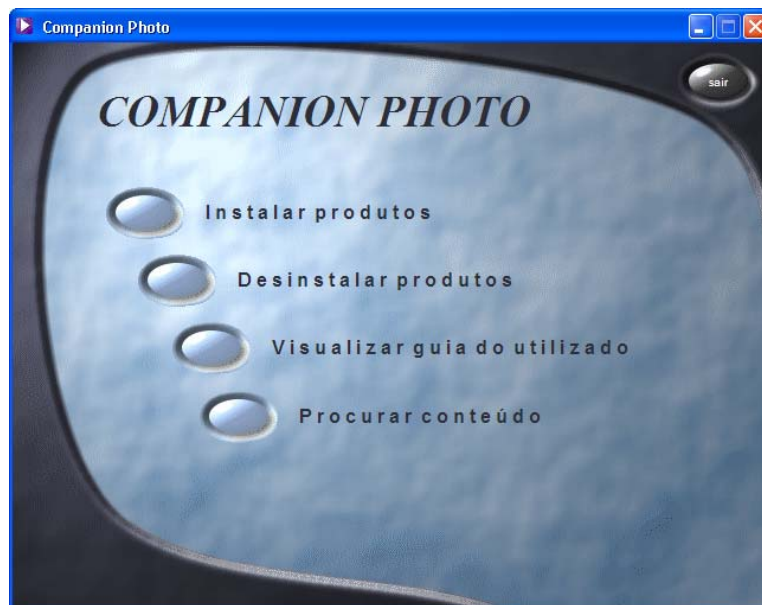 Companion Photo
sair
COMPANION PHOTO
Instalar produtos
Desinstalar produtos
Visualizar guia do utilizado
Procurar conteúdo